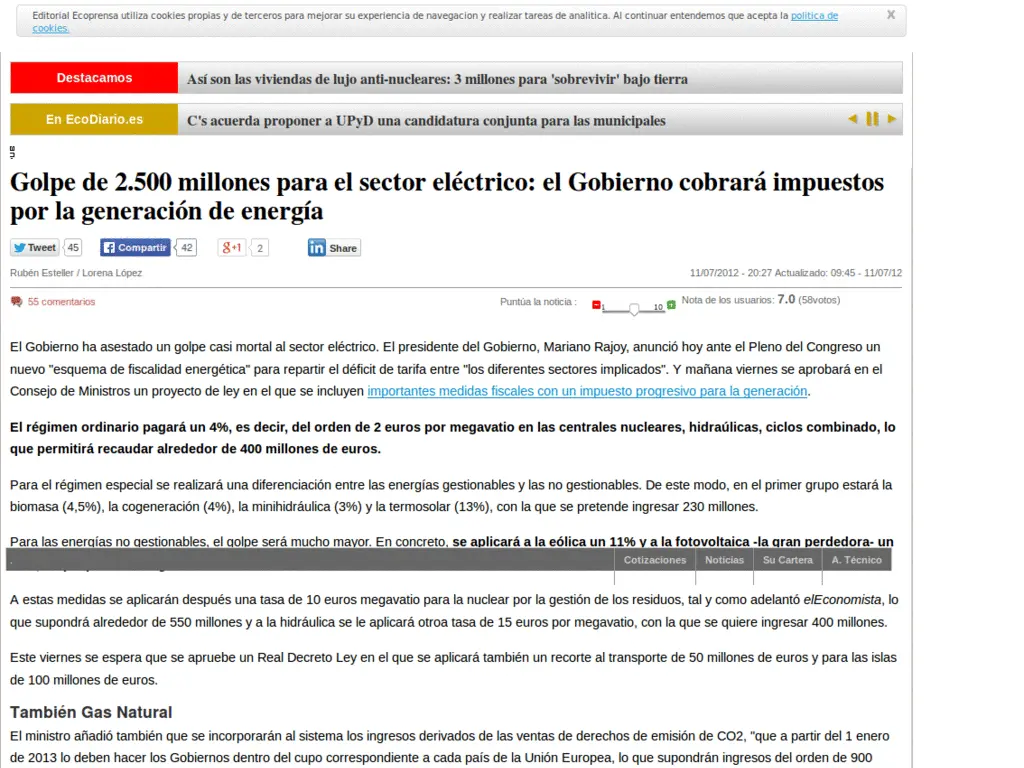 Editorial Ecoprensa utiliza cookies propias y de terceros para mejorar su experiencia de navegacion y realizar tareas de analitica. Al continuar entendemos que acepta la politica de
cookies.
X
Destacamos Así son las viviendas de lujo anti-nucleares: 3 millones para 'sobrevivir' bajo tierra
En EcoDiario.es C's acuerda proponer a UPyD una candidatura conjunta para las municipales
Golpe de 2.500 millones para el sector eléctrico: el Gobierno cobrará impuestos
por la generación de energía
Tweet 45 Compartir 42 g+1 2 in Share
Rubén Esteller / Lorena López 11/07/2012 - 20:27 Actualizado: 09:45 - 11/07/12
55 comentarios Puntúa la noticia : 1 10 Nota de los usuarios: 7.0 (58votos)
El Gobierno ha asestado un golpe casi mortal al sector eléctrico. El presidente del Gobierno, Mariano Rajoy, anunció hoy ante el Pleno del Congreso un
nuevo "esquema de fiscalidad energética" para repartir el déficit de tarifa entre "los diferentes sectores implicados". Y mañana viernes se aprobará en el
Consejo de Ministros un proyecto de ley en el que se incluyen importantes medidas fiscales con un impuesto progresivo para la generación.
El régimen ordinario pagará un 4%, es decir, del orden de 2 euros por megavatio en las centrales nucleares, hidraúlicas, ciclos combinado, lo
que permitirá recaudar alrededor de 400 millones de euros.
Para el régimen especial se realizará una diferenciación entre las energías gestionables y las no gestionables. De este modo, en el primer grupo estará la
biomasa (4,5%), la cogeneración (4%), la minihidráulica (3%) y la termosolar (13%), con la que se pretende ingresar 230 millones.
Para las energías no gestionables, el golpe será mucho mayor. En concreto, se aplicará a la eólica un 11% y a la fotovoltaica -la gran perdedora- un
. Cotizaciones Noticias Su Cartera A. Técnico
A estas medidas se aplicarán después una tasa de 10 euros megavatio para la nuclear por la gestión de los residuos, tal y como adelantó elEconomista, lo
que supondrá alrededor de 550 millones y a la hidráulica se le aplicará otroa tasa de 15 euros por megavatio, con la que se quiere ingresar 400 millones.
Este viernes se espera que se apruebe un Real Decreto Ley en el que se aplicará también un recorte al transporte de 50 millones de euros y para las islas
de 100 millones de euros.
También Gas Natural
El ministro añadió también que se incorporarán al sistema los ingresos derivados de las ventas de derechos de emisión de CO2, "que a partir del 1 enero
de 2013 lo deben hacer los Gobiernos dentro del cupo correspondiente a cada país de la Unión Europea, lo que supondrán ingresos del orden de 900